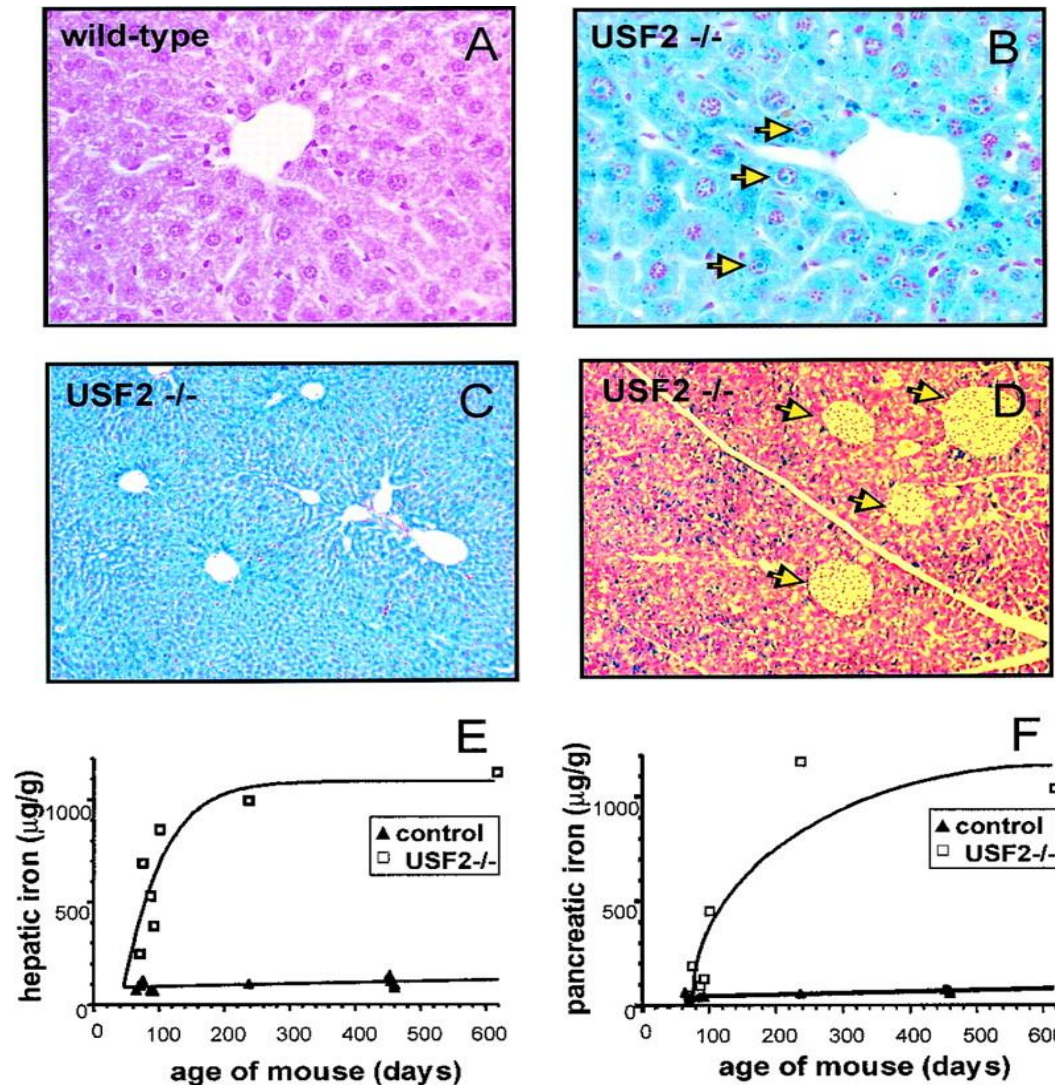 wild-type A
USF2 -/- B
USF2 -/- C
USF2 -/- D
E
hepatic iron (µg/g)
1000
500
0
▲ control
□ USF2-/-
0 100 200 300 400 500 600
age of mouse (days)
F
pancreatic iron (µg/g)
1000
500
0
▲ control
□ USF2-/-
0 100 200 300 400 500 600
age of mouse (days)